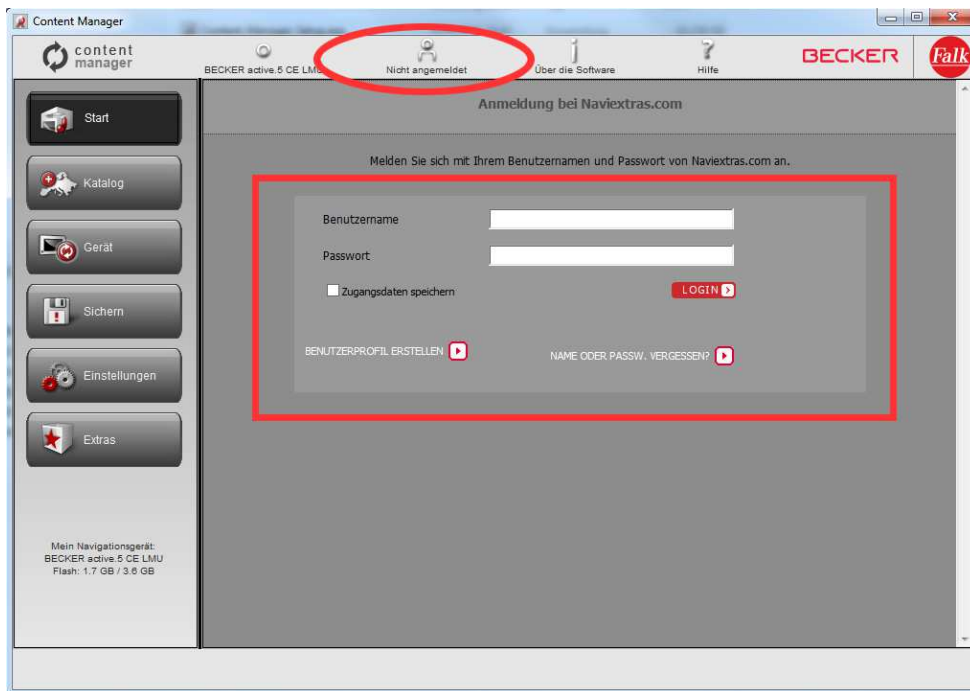 Content Manager
content
manager
BECKER active.5 CE LMU
Nicht angemeldet
Über die Software
Hilfe
BECKER
Falk
Start
Katalog
Gerät
Sichern
Einstellungen
Extras
Mein Navigationsgerät:
BECKER active.5 CE LMU
Flash: 1.7 GB / 3.6 GB
Anmeldung bei Naviextras.com
Melden Sie sich mit Ihrem Benutzernamen und Passwort von Naviextras.com an.
Benutzername
Passwort
Zugangsdaten speichern
LOGIN
BENUTZERPROFIL ERSTELLEN
NAME ODER PASSW. VERGESSEN?